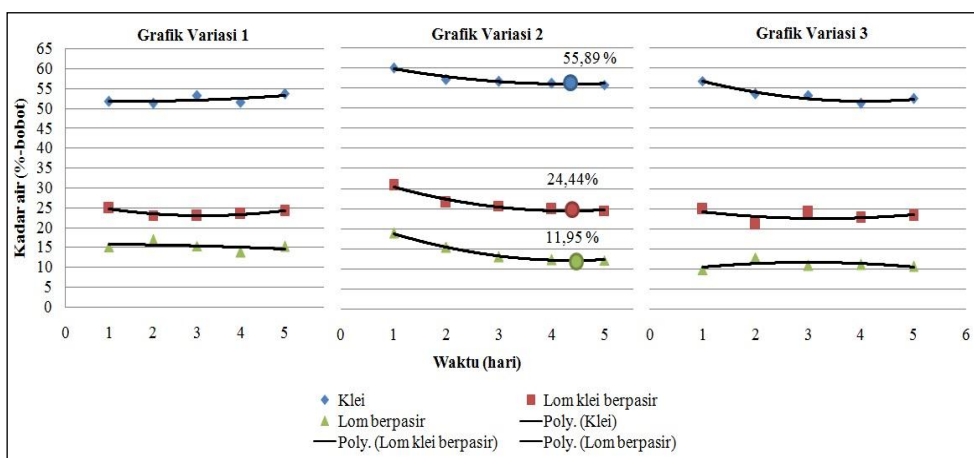 Grafik Variasi 1
Grafik Variasi 2
Grafik Variasi 3
Kadar air (%-bobot)
65
60
55
50
45
40
35
30
25
20
15
10
5
0
55,89 %
24,44%
11,95 %
0 1 2 3 4 5
0 1 2 3 4 5
0 1 2 3 4 5 6
Waktu (hari)
Klei Lom klei berpasir
Lom berpasir Poly. (Klei)
Poly. (Lom klei berpasir) Poly. (Lom berpasir)